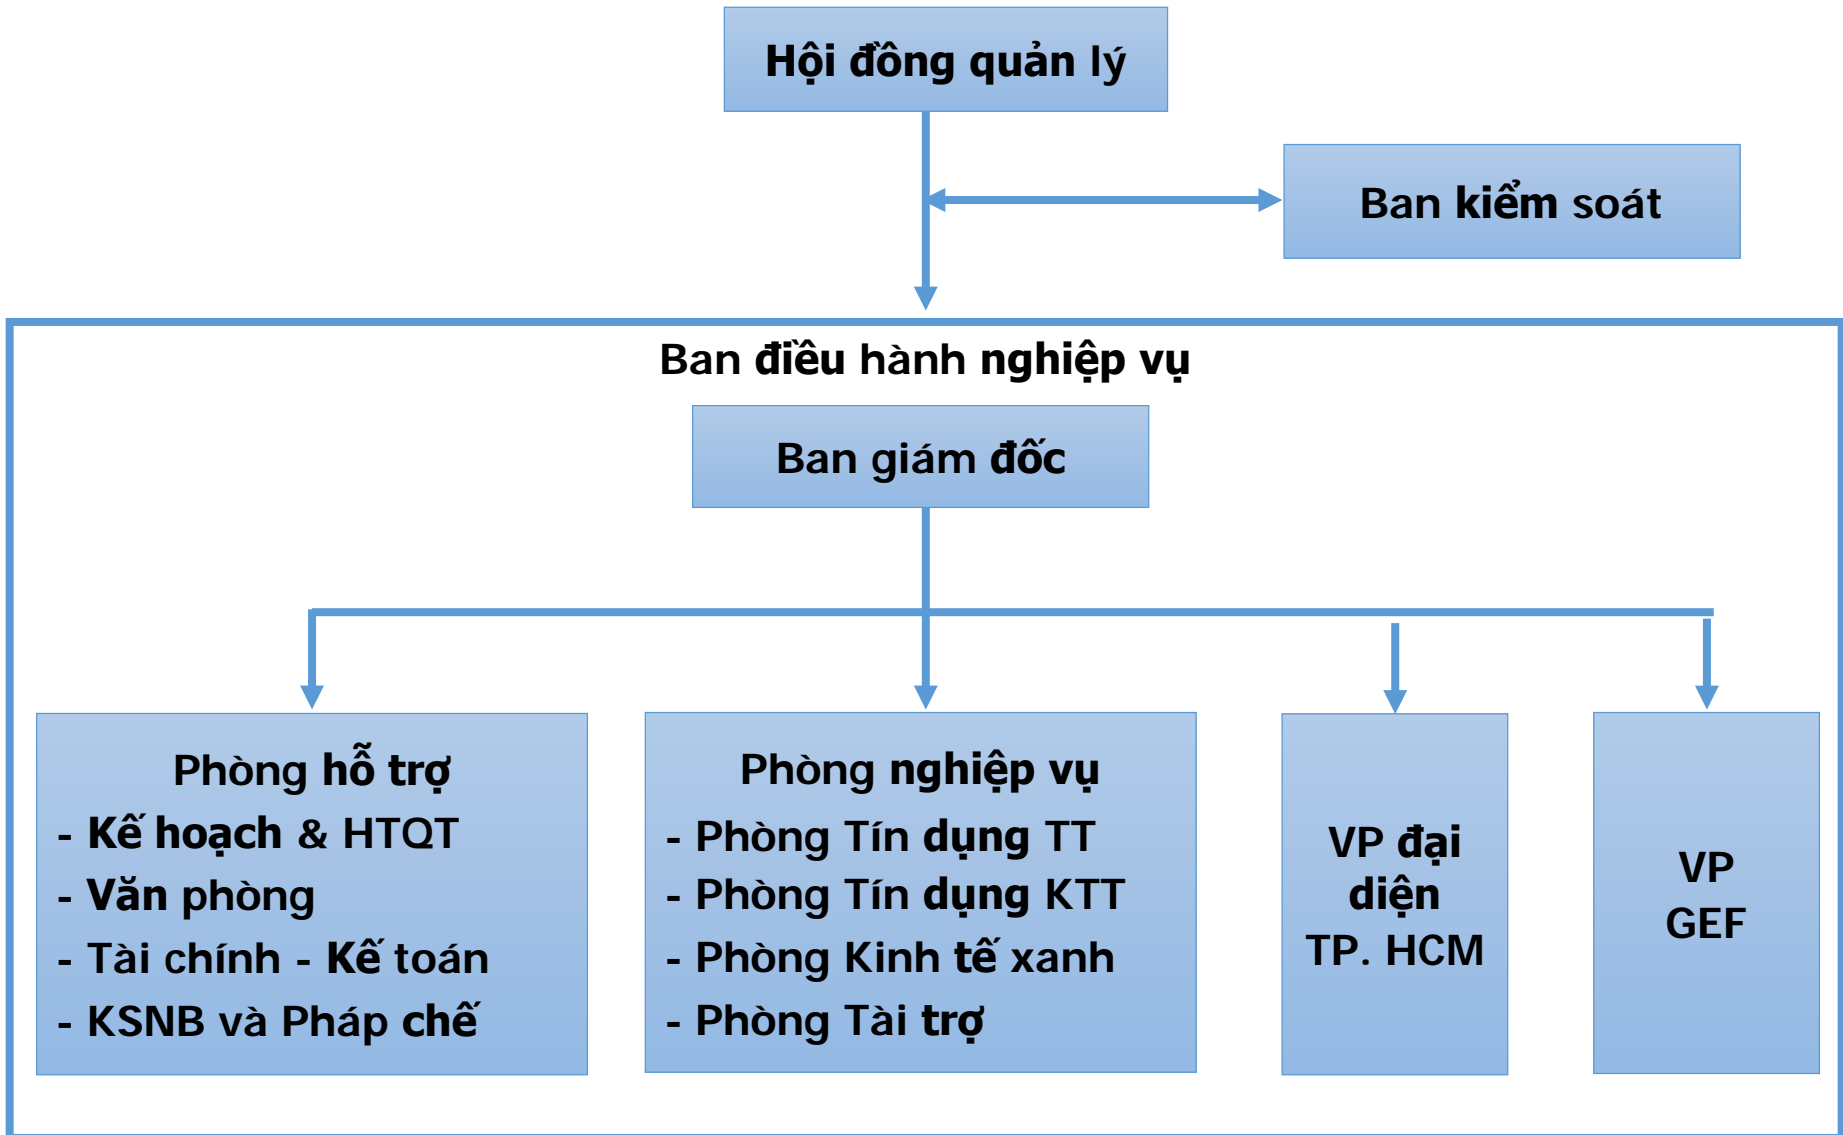 Hội đồng quản lý
Ban kiểm soát
Ban điều hành nghiệp vụ
Ban giám đốc
Phòng hỗ trợ
- Kế hoạch & HTQT
- Văn phòng
- Tài chính - Kế toán
- KSNB và Pháp chế
Phòng nghiệp vụ
- Phòng Tín dụng TT
- Phòng Tín dụng KTT
- Phòng Kinh tế xanh
- Phòng Tài trợ
VP đại
diện
TP. HCM
VP
GEF